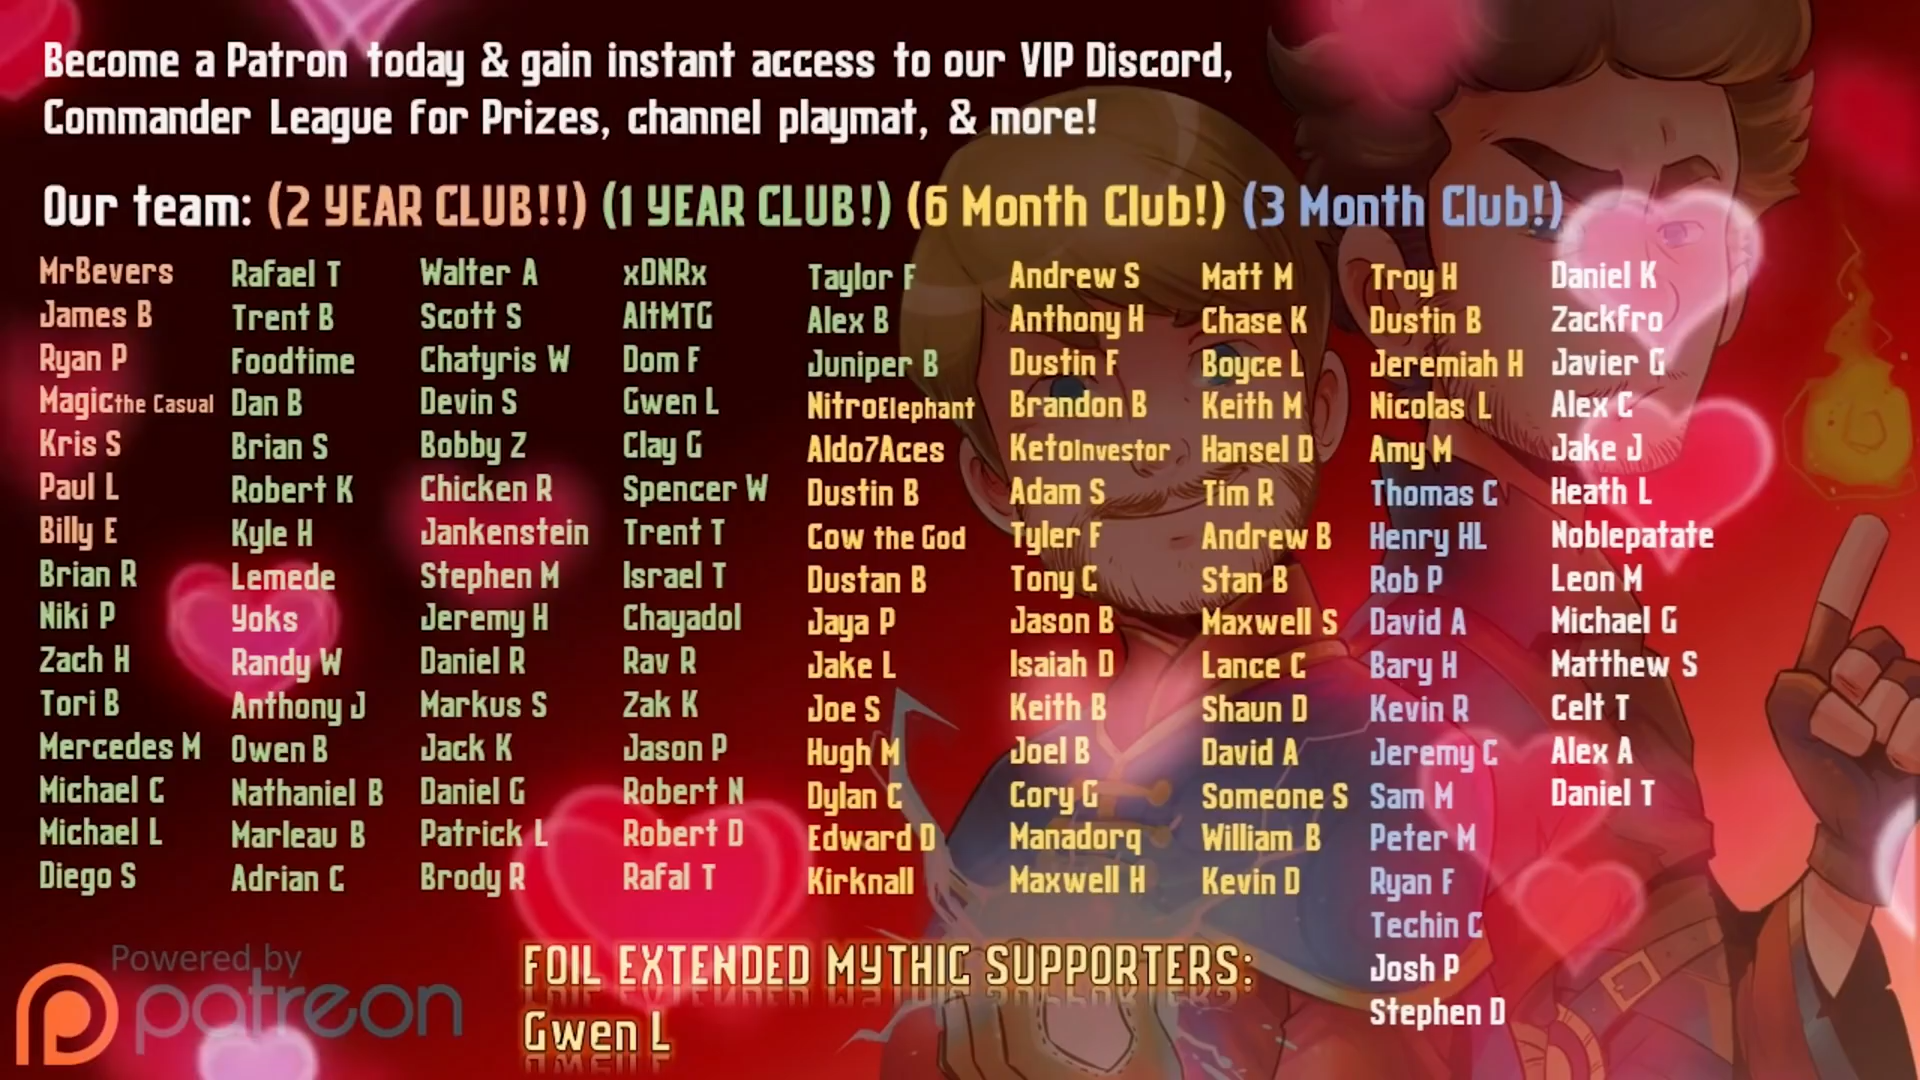 Become a Patron today & gain instant access to our VIP Discord,
Commander League for Prizes, channel playmat, & more!
Our team: (2 YEAR CLUB!!) (1 YEAR CLUB!) (6 Month Club!) (3 Month Club!)
MrBevers
James B
Ryan P
Magic the Casual
Kris S
Paul L
Billy E
Brian R
Niki P
Zach H
Tori B
Mercedes M
Michael C
Michael L
Diego S
Rafael T
Trent B
Foodtime
Dan B
Brian S
Robert K
Kyle H
Lemede
Yoks
Randy W
Anthony J
Owen B
Nathaniel B
Marleau B
Adrian C
Walter A
Scott S
Chatyris W
Devin S
Bobby Z
Chicken R
Jankenstein
Stephen M
Jeremy H
Daniel R
Markus S
Jack K
Daniel G
Patrick L
Brody R
xDNRx
AltMTG
Dom F
Gwen L
Clay G
Spencer W
Trent T
Israel T
Chayadol
Rav R
Zak K
Jason P
Robert N
Robert D
Rafal T
Taylor F
Alex B
Juniper B
NitroElephant
Aldo7Aces
Dustin B
Cow the God
Dustan B
Jaya P
Jake L
Joe S
Hugh M
Dylan C
Edward D
Kirknall
Andrew S
Anthony H
Dustin F
Brandon B
KetoInvestor
Adam S
Tyler F
Tony C
Jason B
Isaiah D
Keith B
Joel B
Cory G
Manadorq
Maxwell H
Matt M
Chase K
Boyce L
Keith M
Hansel D
Tim R
Andrew B
Stan B
Maxwell S
Lance C
Shaun D
David A
Someone S
William B
Kevin D
Troy H
Dustin B
Jeremiah H
Nicolas L
Amy M
Thomas C
Henry HL
Rob P
David A
Bary H
Kevin R
Jeremy C
Sam M
Peter M
Ryan F
Techin C
Josh P
Stephen D
Daniel K
Zackfro
Javier G
Alex C
Jake J
Heath L
Noblepatate
Leon M
Michael G
Matthew S
Celt T
Alex A
Daniel T
Powered by
patreon
FOIL EXTENDED MYTHIC SUPPORTERS:
Gwen L